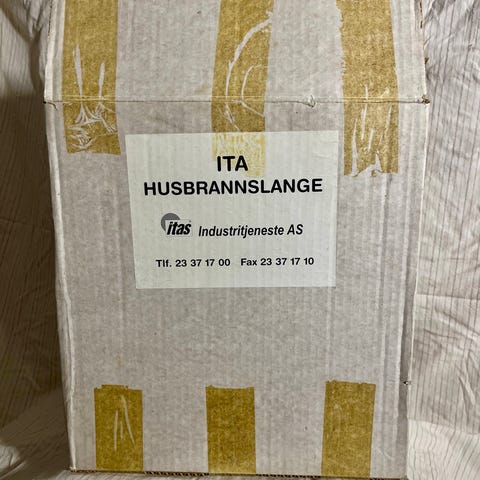 ITA
HUSBRANNSLANGE
itas Industritjeneste AS
Tlf. 23 37 17 00 Fax 23 37 17 10